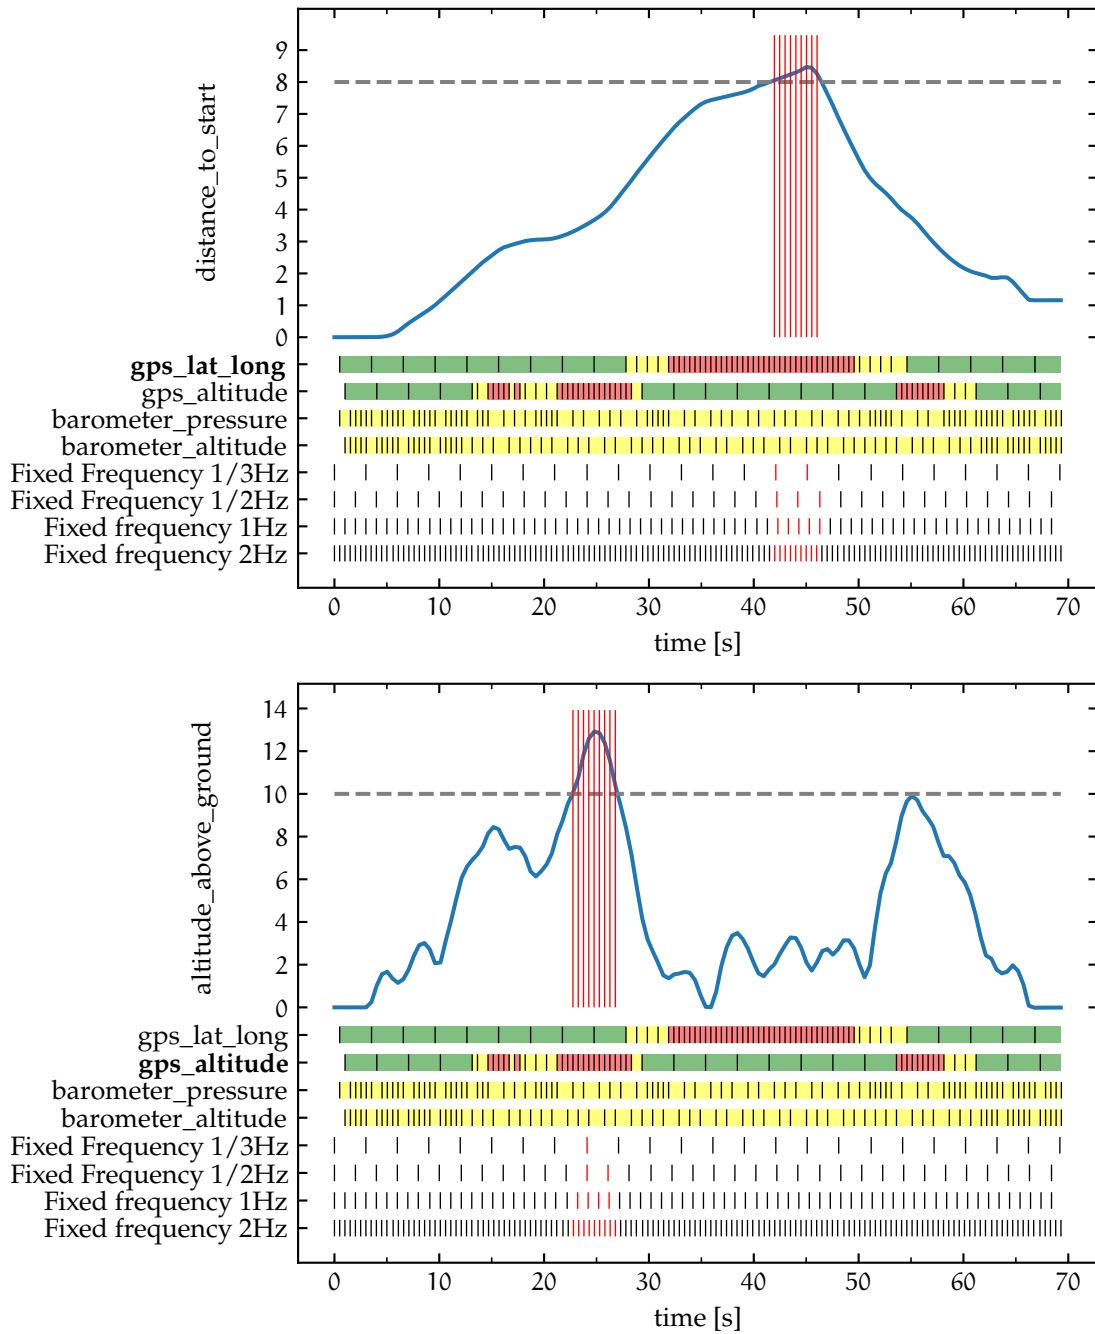 9
8
7
6
5
4
3
2
1
0
distance_to_start
gps_lat_long
gps_altitude
barometer_pressure
barometer_altitude
Fixed Frequency 1/3Hz
Fixed Frequency 1/2Hz
Fixed frequency 1Hz
Fixed frequency 2Hz
0 10 20 30 40 50 60 70
time [s]
14
12
10
8
6
4
2
0
altitude_above_ground
gps_lat_long
gps_altitude
barometer_pressure
barometer_altitude
Fixed Frequency 1/3Hz
Fixed Frequency 1/2Hz
Fixed frequency 1Hz
Fixed frequency 2Hz
0 10 20 30 40 50 60 70
time [s]